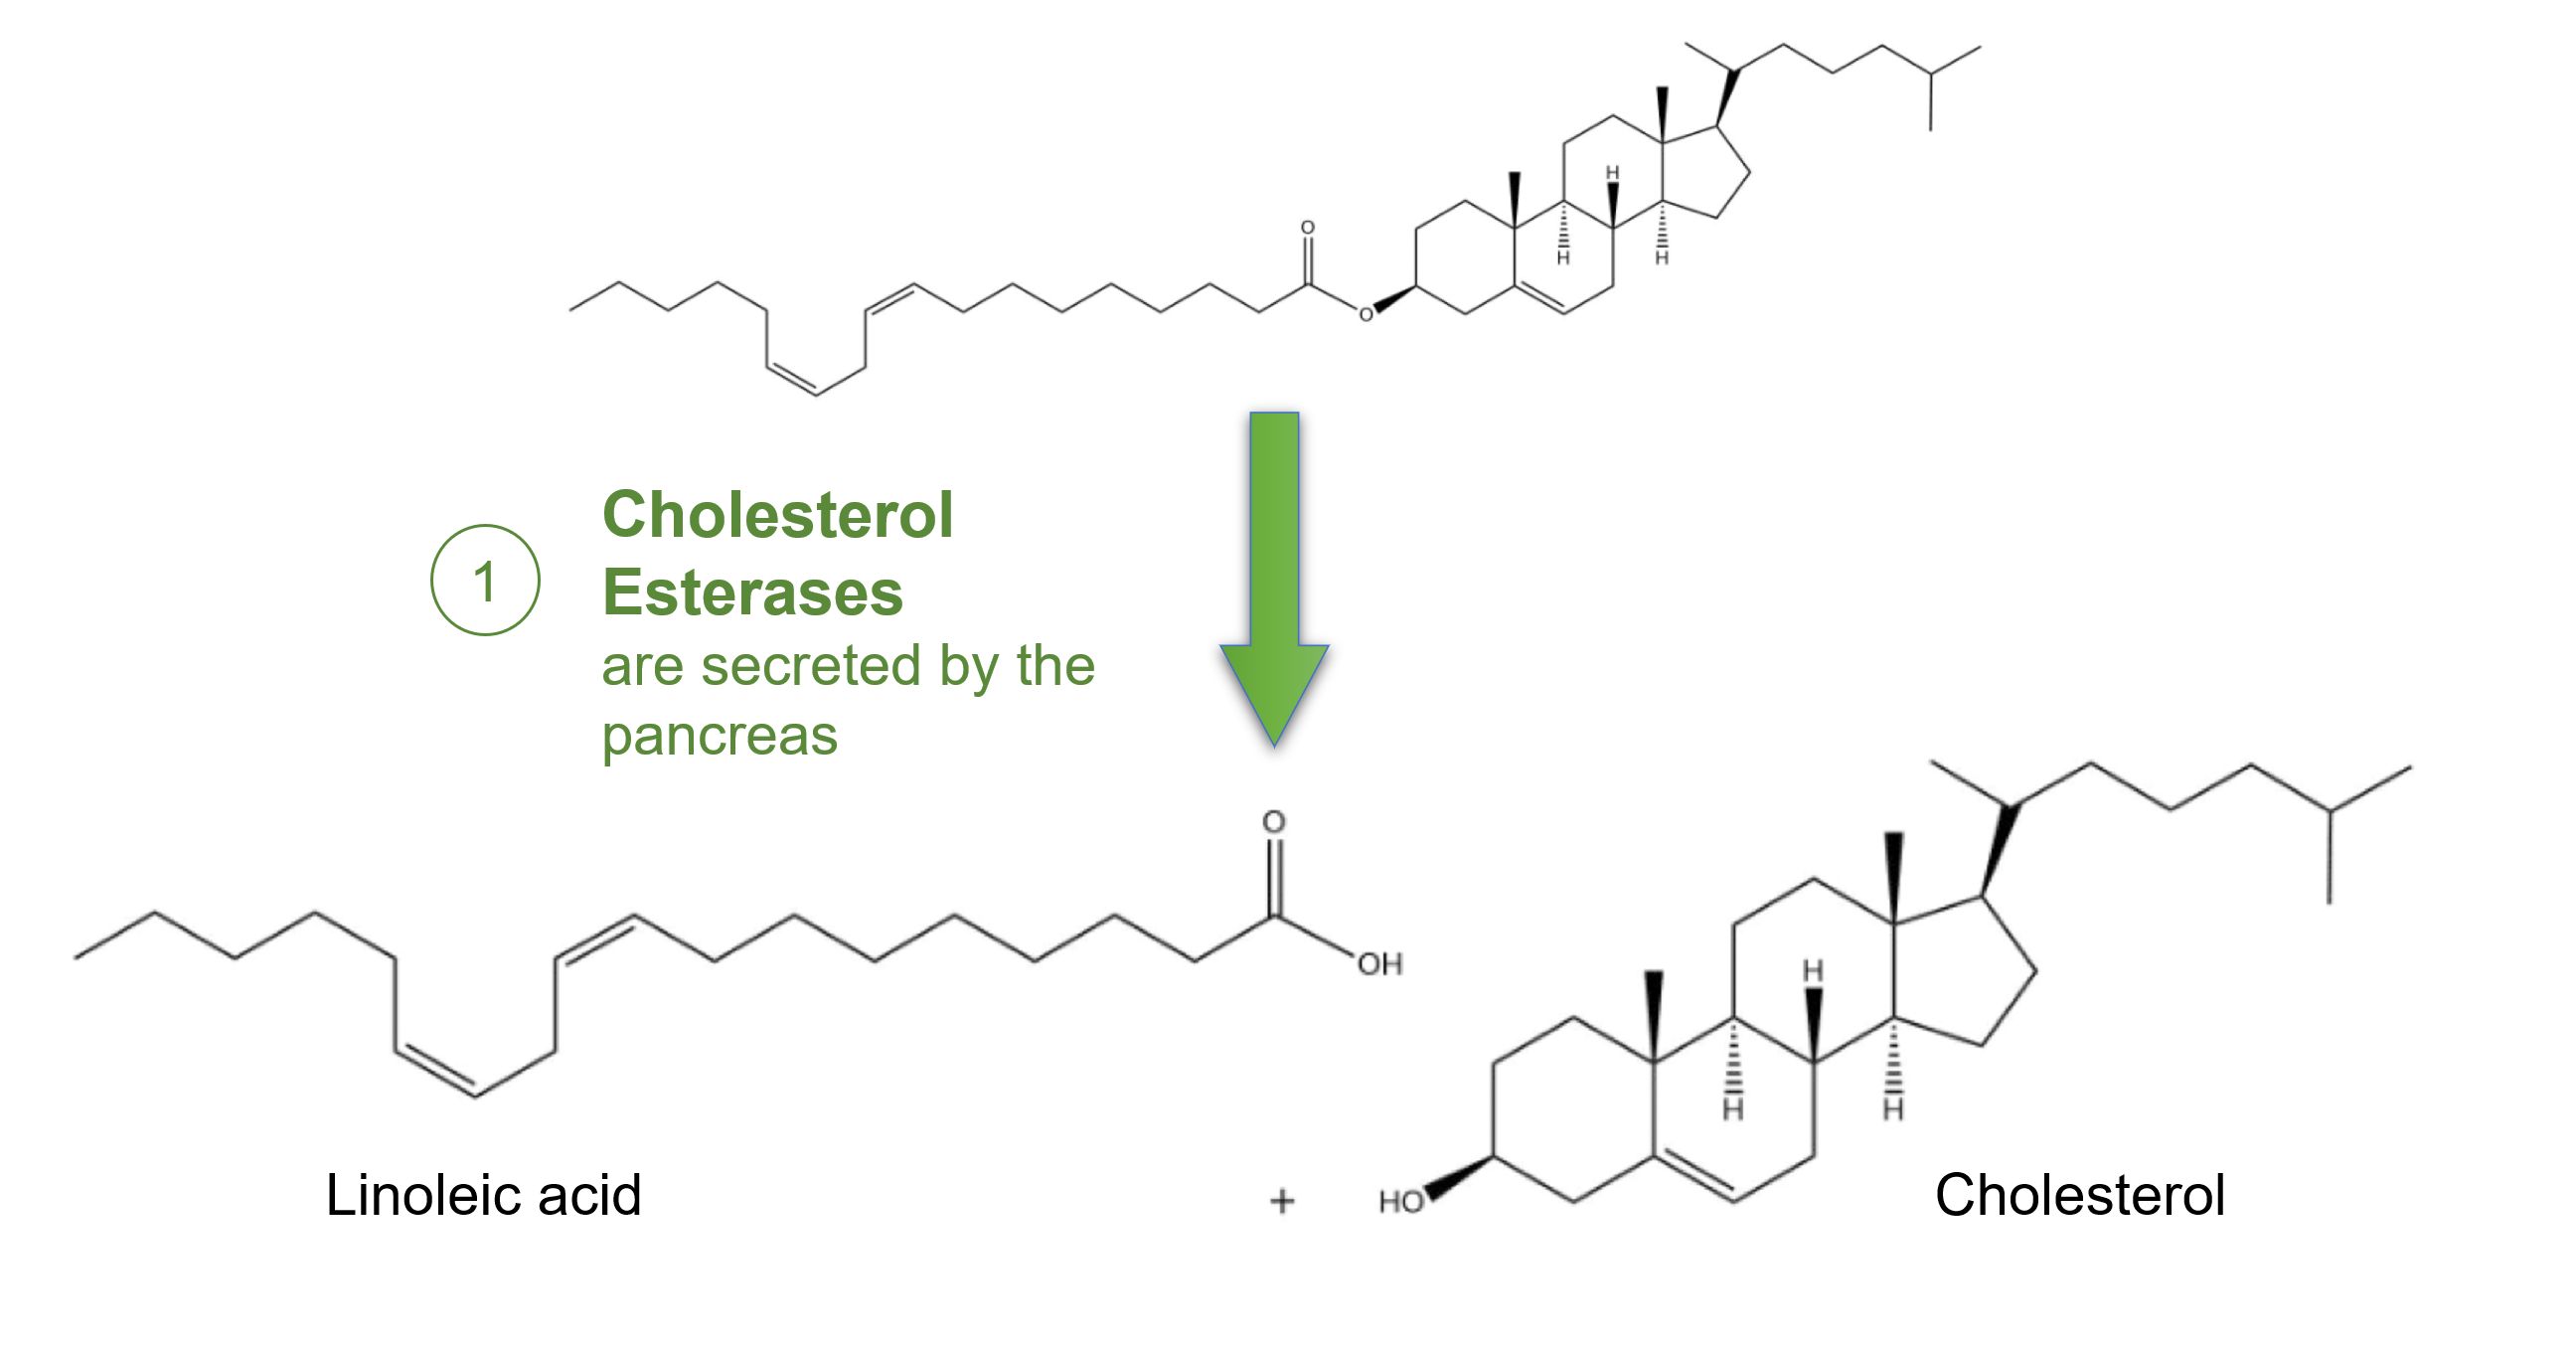 O
H
H
H
O
1
Cholesterol
Esterases
are secreted by the
pancreas
O
OH
H
H
H
HO
Linoleic acid
+
Cholesterol